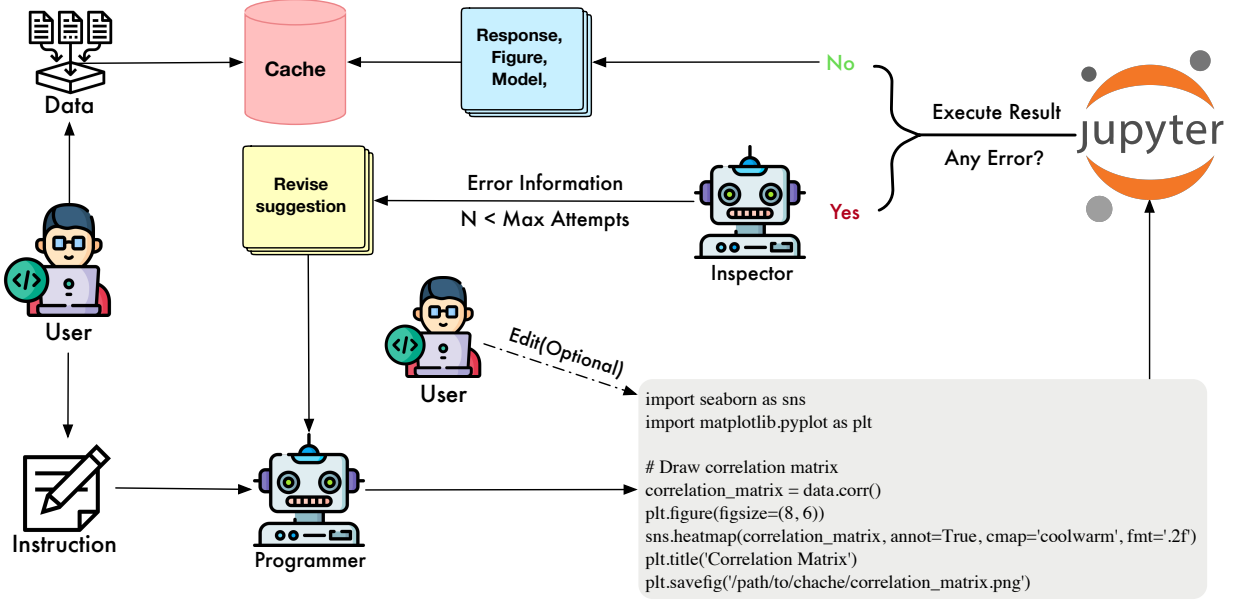 Data
Cache
Response,
Figure,
Model,
No
Execute Result
Any Error?
jupyter
Yes
Inspector
Error Information
N < Max Attempts
Revise
suggestion
</>
User
</>
User
Edit(Optional)
Instruction
Programmer
import seaborn as sns
import matplotlib.pyplot as plt
# Draw correlation matrix
correlation_matrix = data.corr()
plt.figure(figsize=(8, 6))
sns.heatmap(correlation_matrix, annot=True, cmap='coolwarm', fmt='.2f')
plt.title('Correlation Matrix')
plt.savefig('/path/to/chache/correlation_matrix.png')